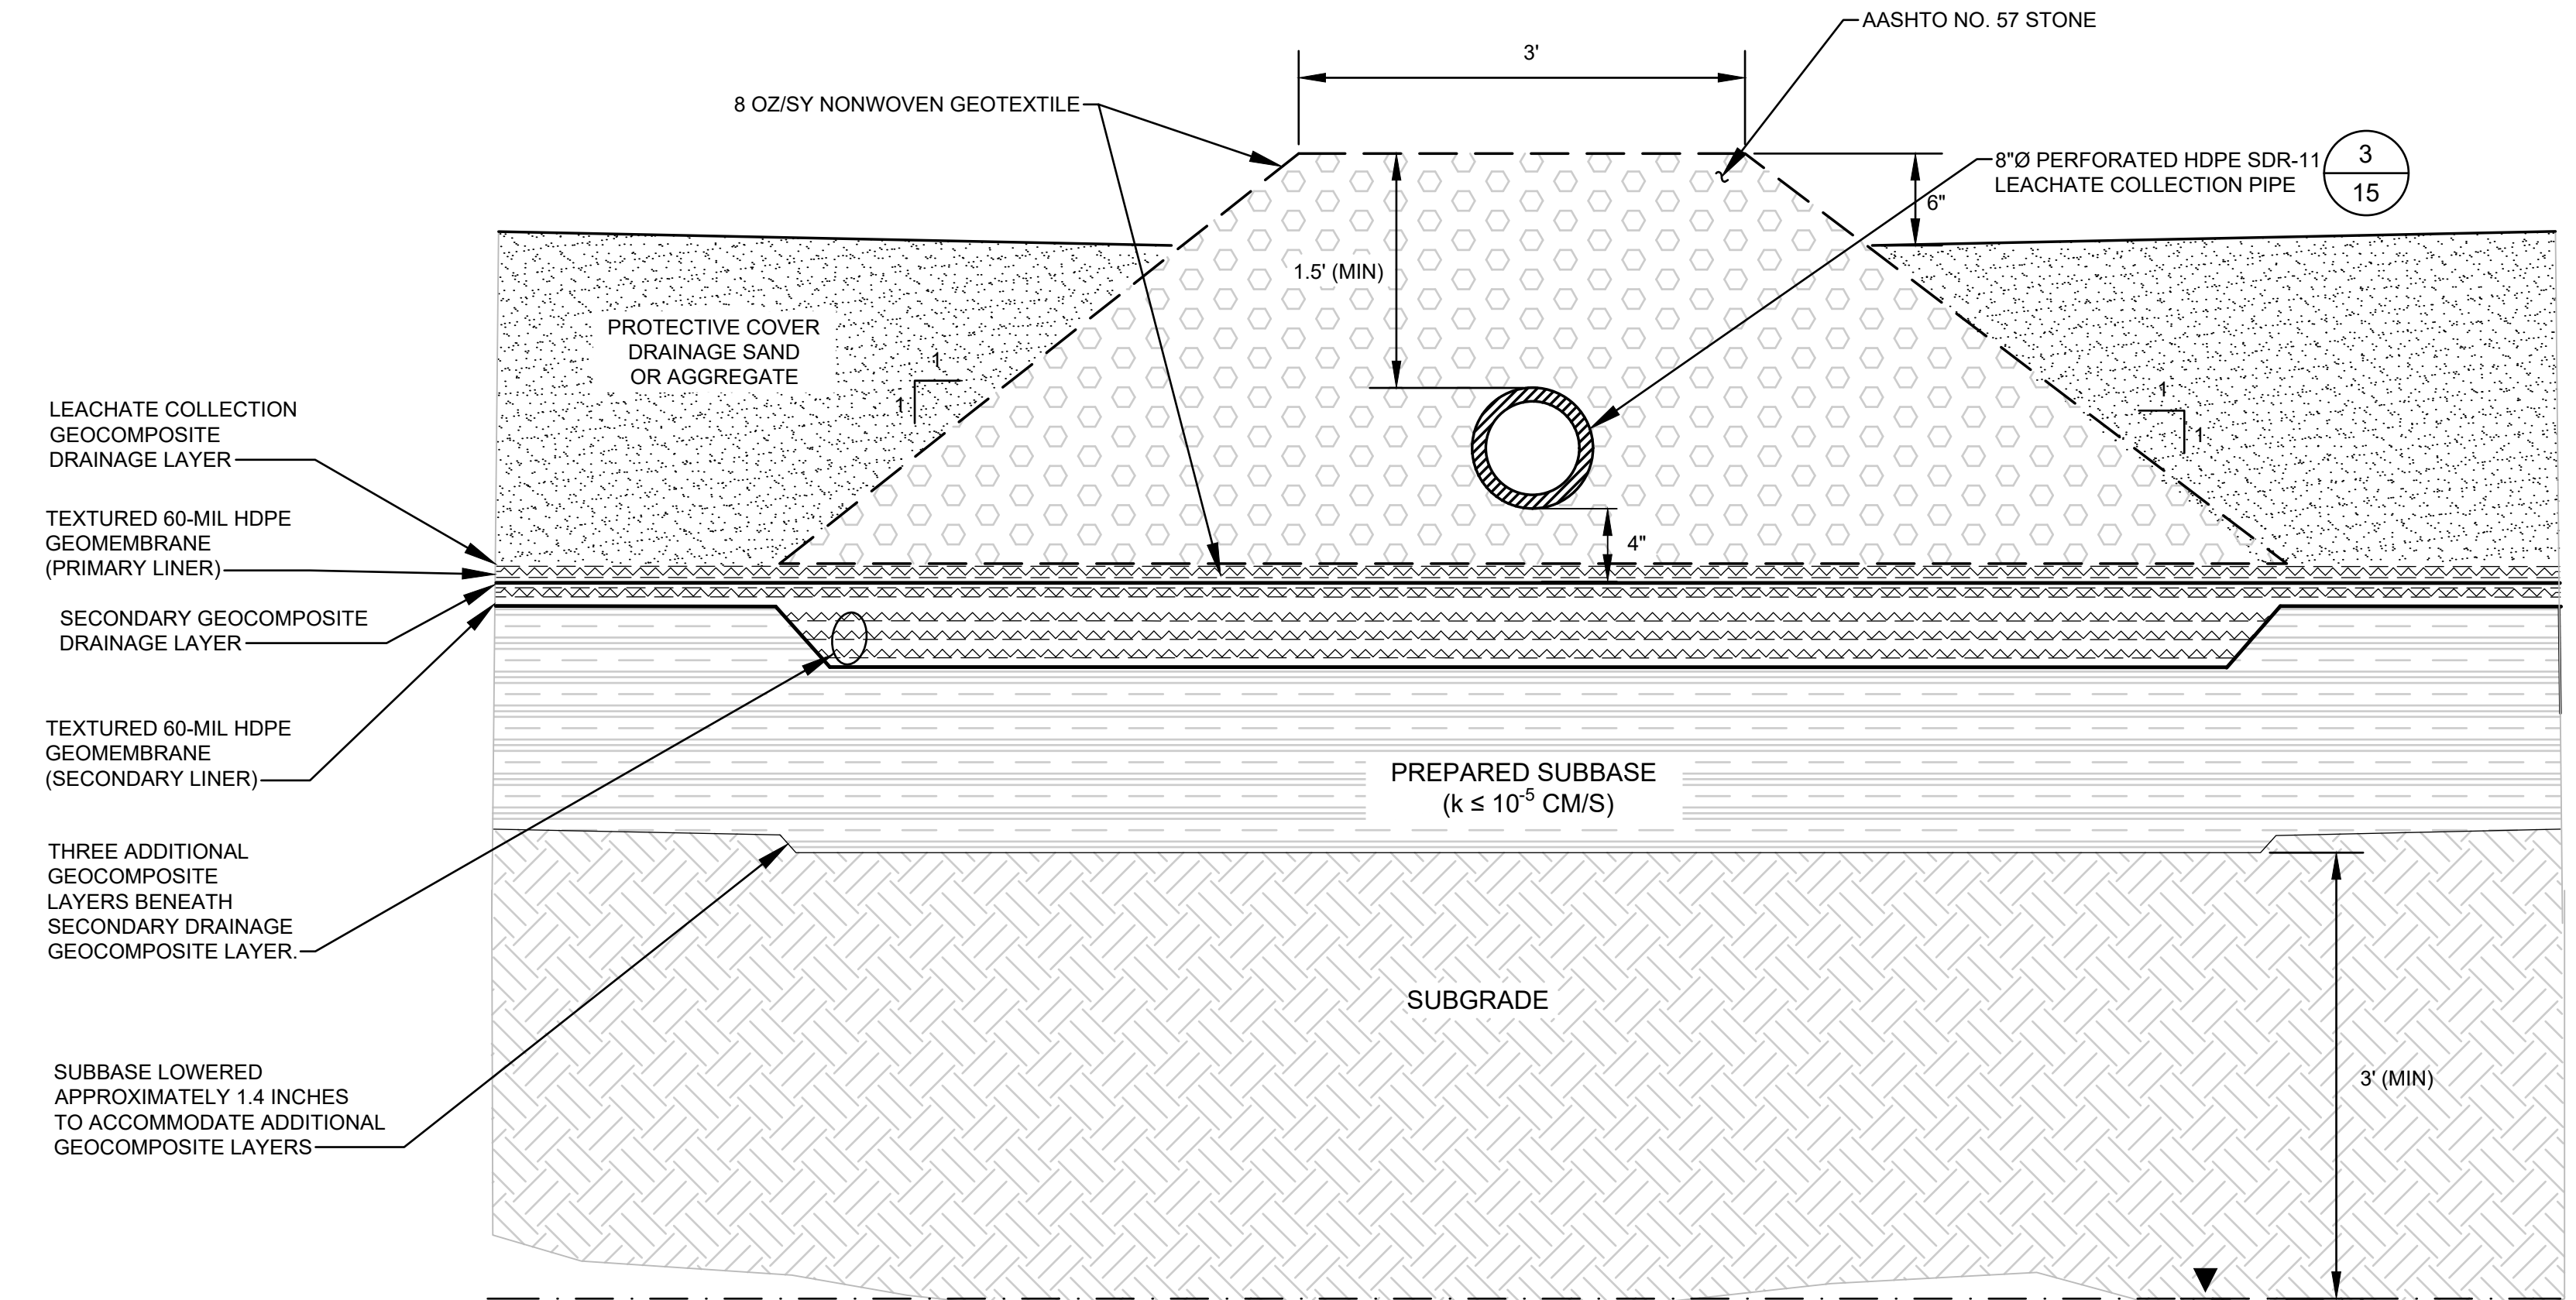 AASHTO NO. 57 STONE
3'
8 OZ/SY NONWOVEN GEOTEXTILE
8"Ø PERFORATED HDPE SDR-11
LEACHATE COLLECTION PIPE
3
15
6"
1.5' (MIN)
PROTECTIVE COVER
DRAINAGE SAND
OR AGGREGATE
1
1
1
1
LEACHATE COLLECTION
GEOCOMPOSITE
DRAINAGE LAYER
TEXTURED 60-MIL HDPE
GEOMEMBRANE
(PRIMARY LINER)
4"
SECONDARY GEOCOMPOSITE
DRAINAGE LAYER
TEXTURED 60-MIL HDPE
GEOMEMBRANE
(SECONDARY LINER)
PREPARED SUBBASE
(k ≤ 10⁻⁵ CM/S)
THREE ADDITIONAL
GEOCOMPOSITE
LAYERS BENEATH
SECONDARY DRAINAGE
GEOCOMPOSITE LAYER.
SUBGRADE
SUBBASE LOWERED
APPROXIMATELY 1.4 INCHES
TO ACCOMMODATE ADDITIONAL
GEOCOMPOSITE LAYERS
3' (MIN)